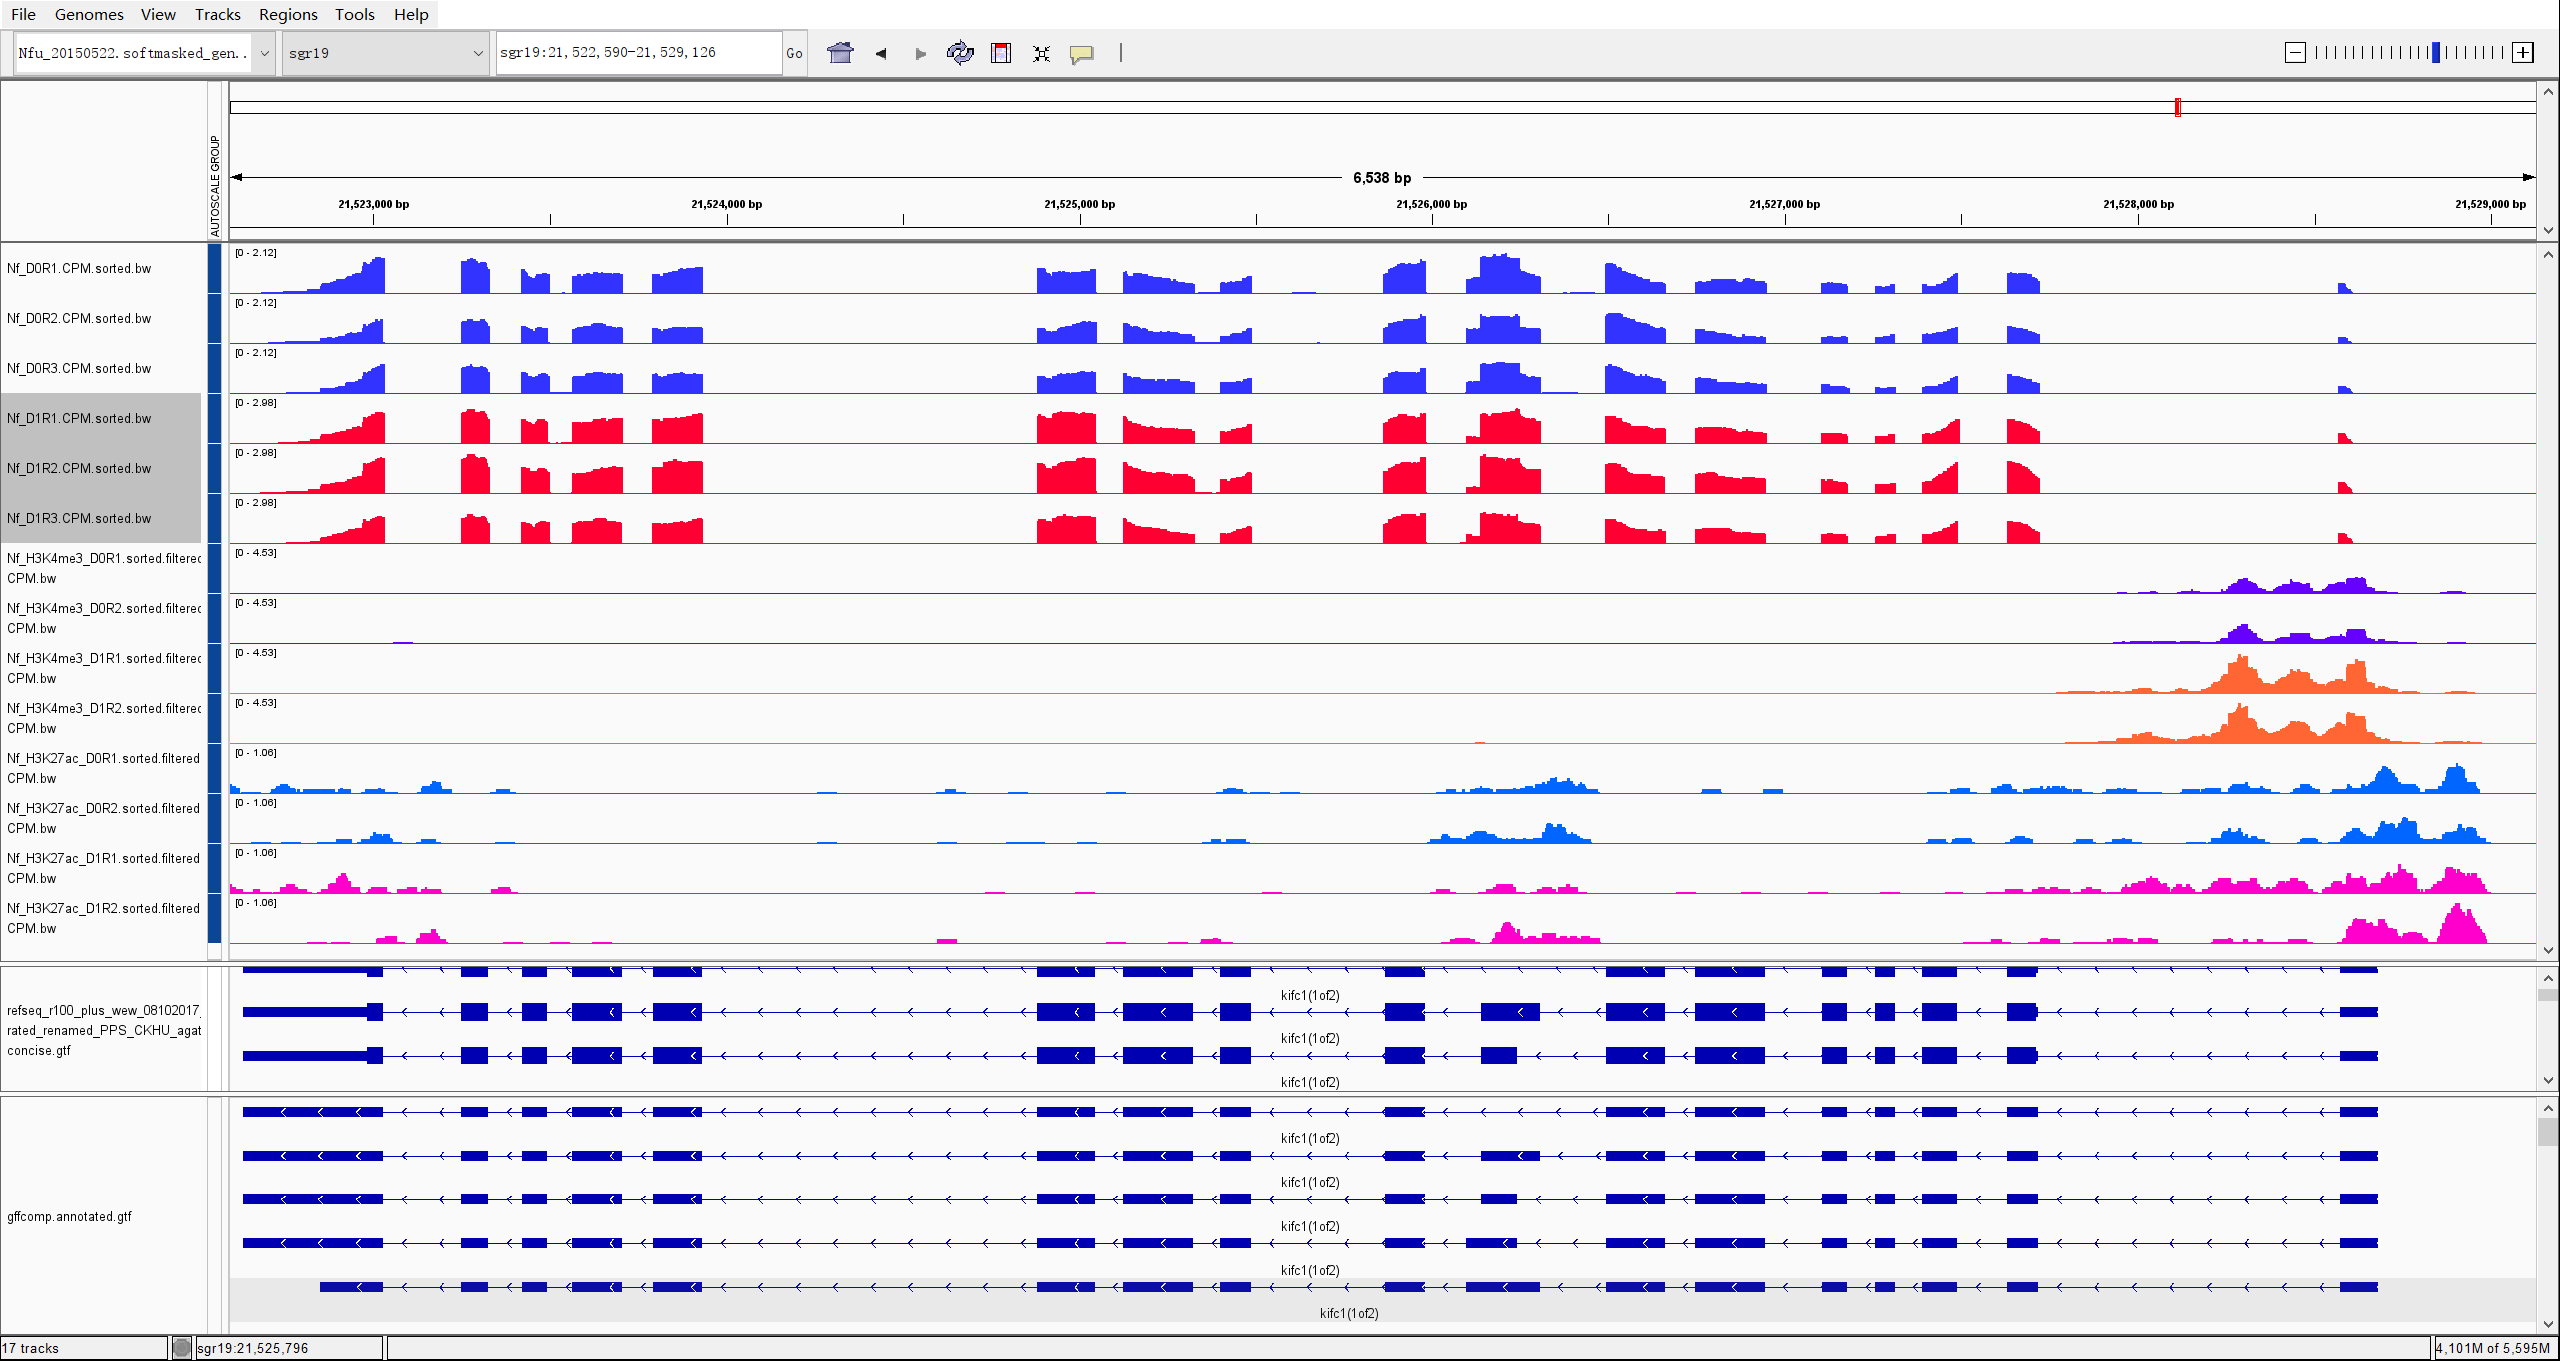 File Genomes View Tracks Regions Tools Help
Nfu_20150522.softmasked_gen.. sgr19 sgr19:21,522,590-21,529,126 Go
AUTOSCALE GROUP
6,538 bp
21,523,000 bp 21,524,000 bp 21,525,000 bp 21,526,000 bp 21,527,000 bp 21,528,000 bp 21,529,000 bp
Nf_D0R1.CPM.sorted.bw [0 - 2.12]
Nf_D0R2.CPM.sorted.bw [0 - 2.12]
Nf_D0R3.CPM.sorted.bw [0 - 2.12]
Nf_D1R1.CPM.sorted.bw [0 - 2.98]
Nf_D1R2.CPM.sorted.bw [0 - 2.98]
Nf_D1R3.CPM.sorted.bw [0 - 2.98]
Nf_H3K4me3_D0R1.sorted.filtered [0 - 4.53]
CPM.bw
Nf_H3K4me3_D0R2.sorted.filtered [0 - 4.53]
CPM.bw
Nf_H3K4me3_D1R1.sorted.filtered [0 - 4.53]
CPM.bw
Nf_H3K4me3_D1R2.sorted.filtered [0 - 4.53]
CPM.bw
Nf_H3K27ac_D0R1.sorted.filtered [0 - 1.06]
CPM.bw
Nf_H3K27ac_D0R2.sorted.filtered [0 - 1.06]
CPM.bw
Nf_H3K27ac_D1R1.sorted.filtered [0 - 1.06]
CPM.bw
Nf_H3K27ac_D1R2.sorted.filtered [0 - 1.06]
CPM.bw
refseq_r100_plus_wew_08102017_
rated_renamed_PPS_CKHU_agat
concise.gtf
kifc1(1of2)
kifc1(1of2)
kifc1(1of2)
gffcomp.annotated.gtf
kifc1(1of2)
kifc1(1of2)
kifc1(1of2)
kifc1(1of2)
kifc1(1of2)
17 tracks sgr19:21,525,796 4,101M of 5,595M